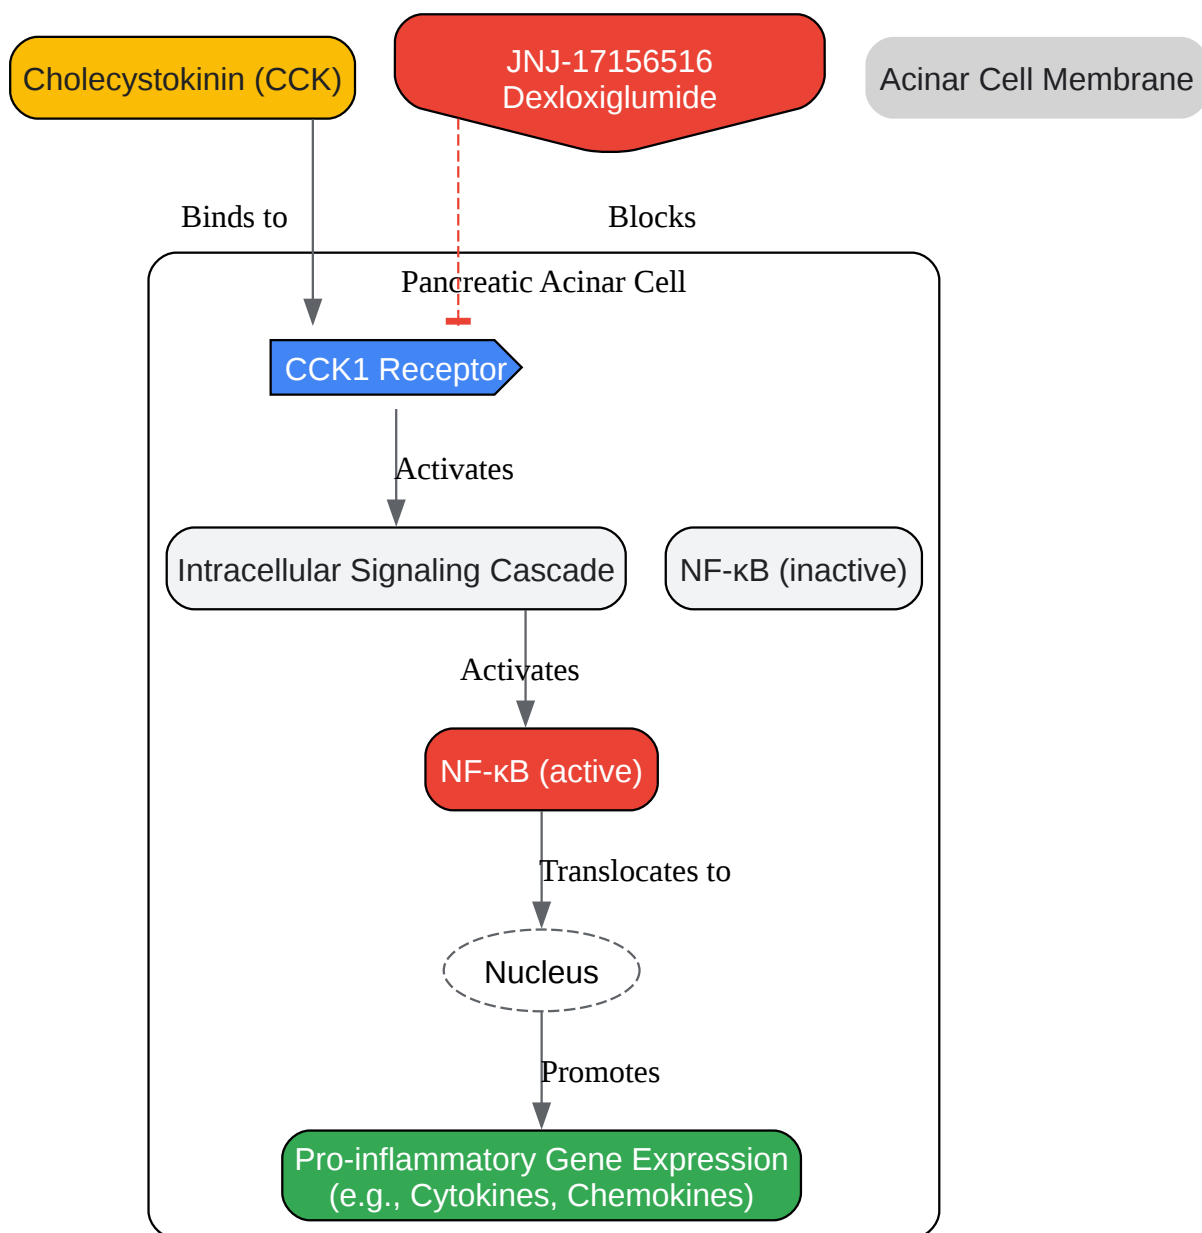 Cholecystokinin (CCK)
JNJ-17156516
Dexloxiglumide
Acinar Cell Membrane
Binds to
Blocks
Pancreatic Acinar Cell
CCK1 Receptor
Activates
Intracellular Signaling Cascade
NF-κB (inactive)
Activates
NF-κB (active)
Translocates to
Nucleus
Promotes
Pro-inflammatory Gene Expression
(e.g., Cytokines, Chemokines)